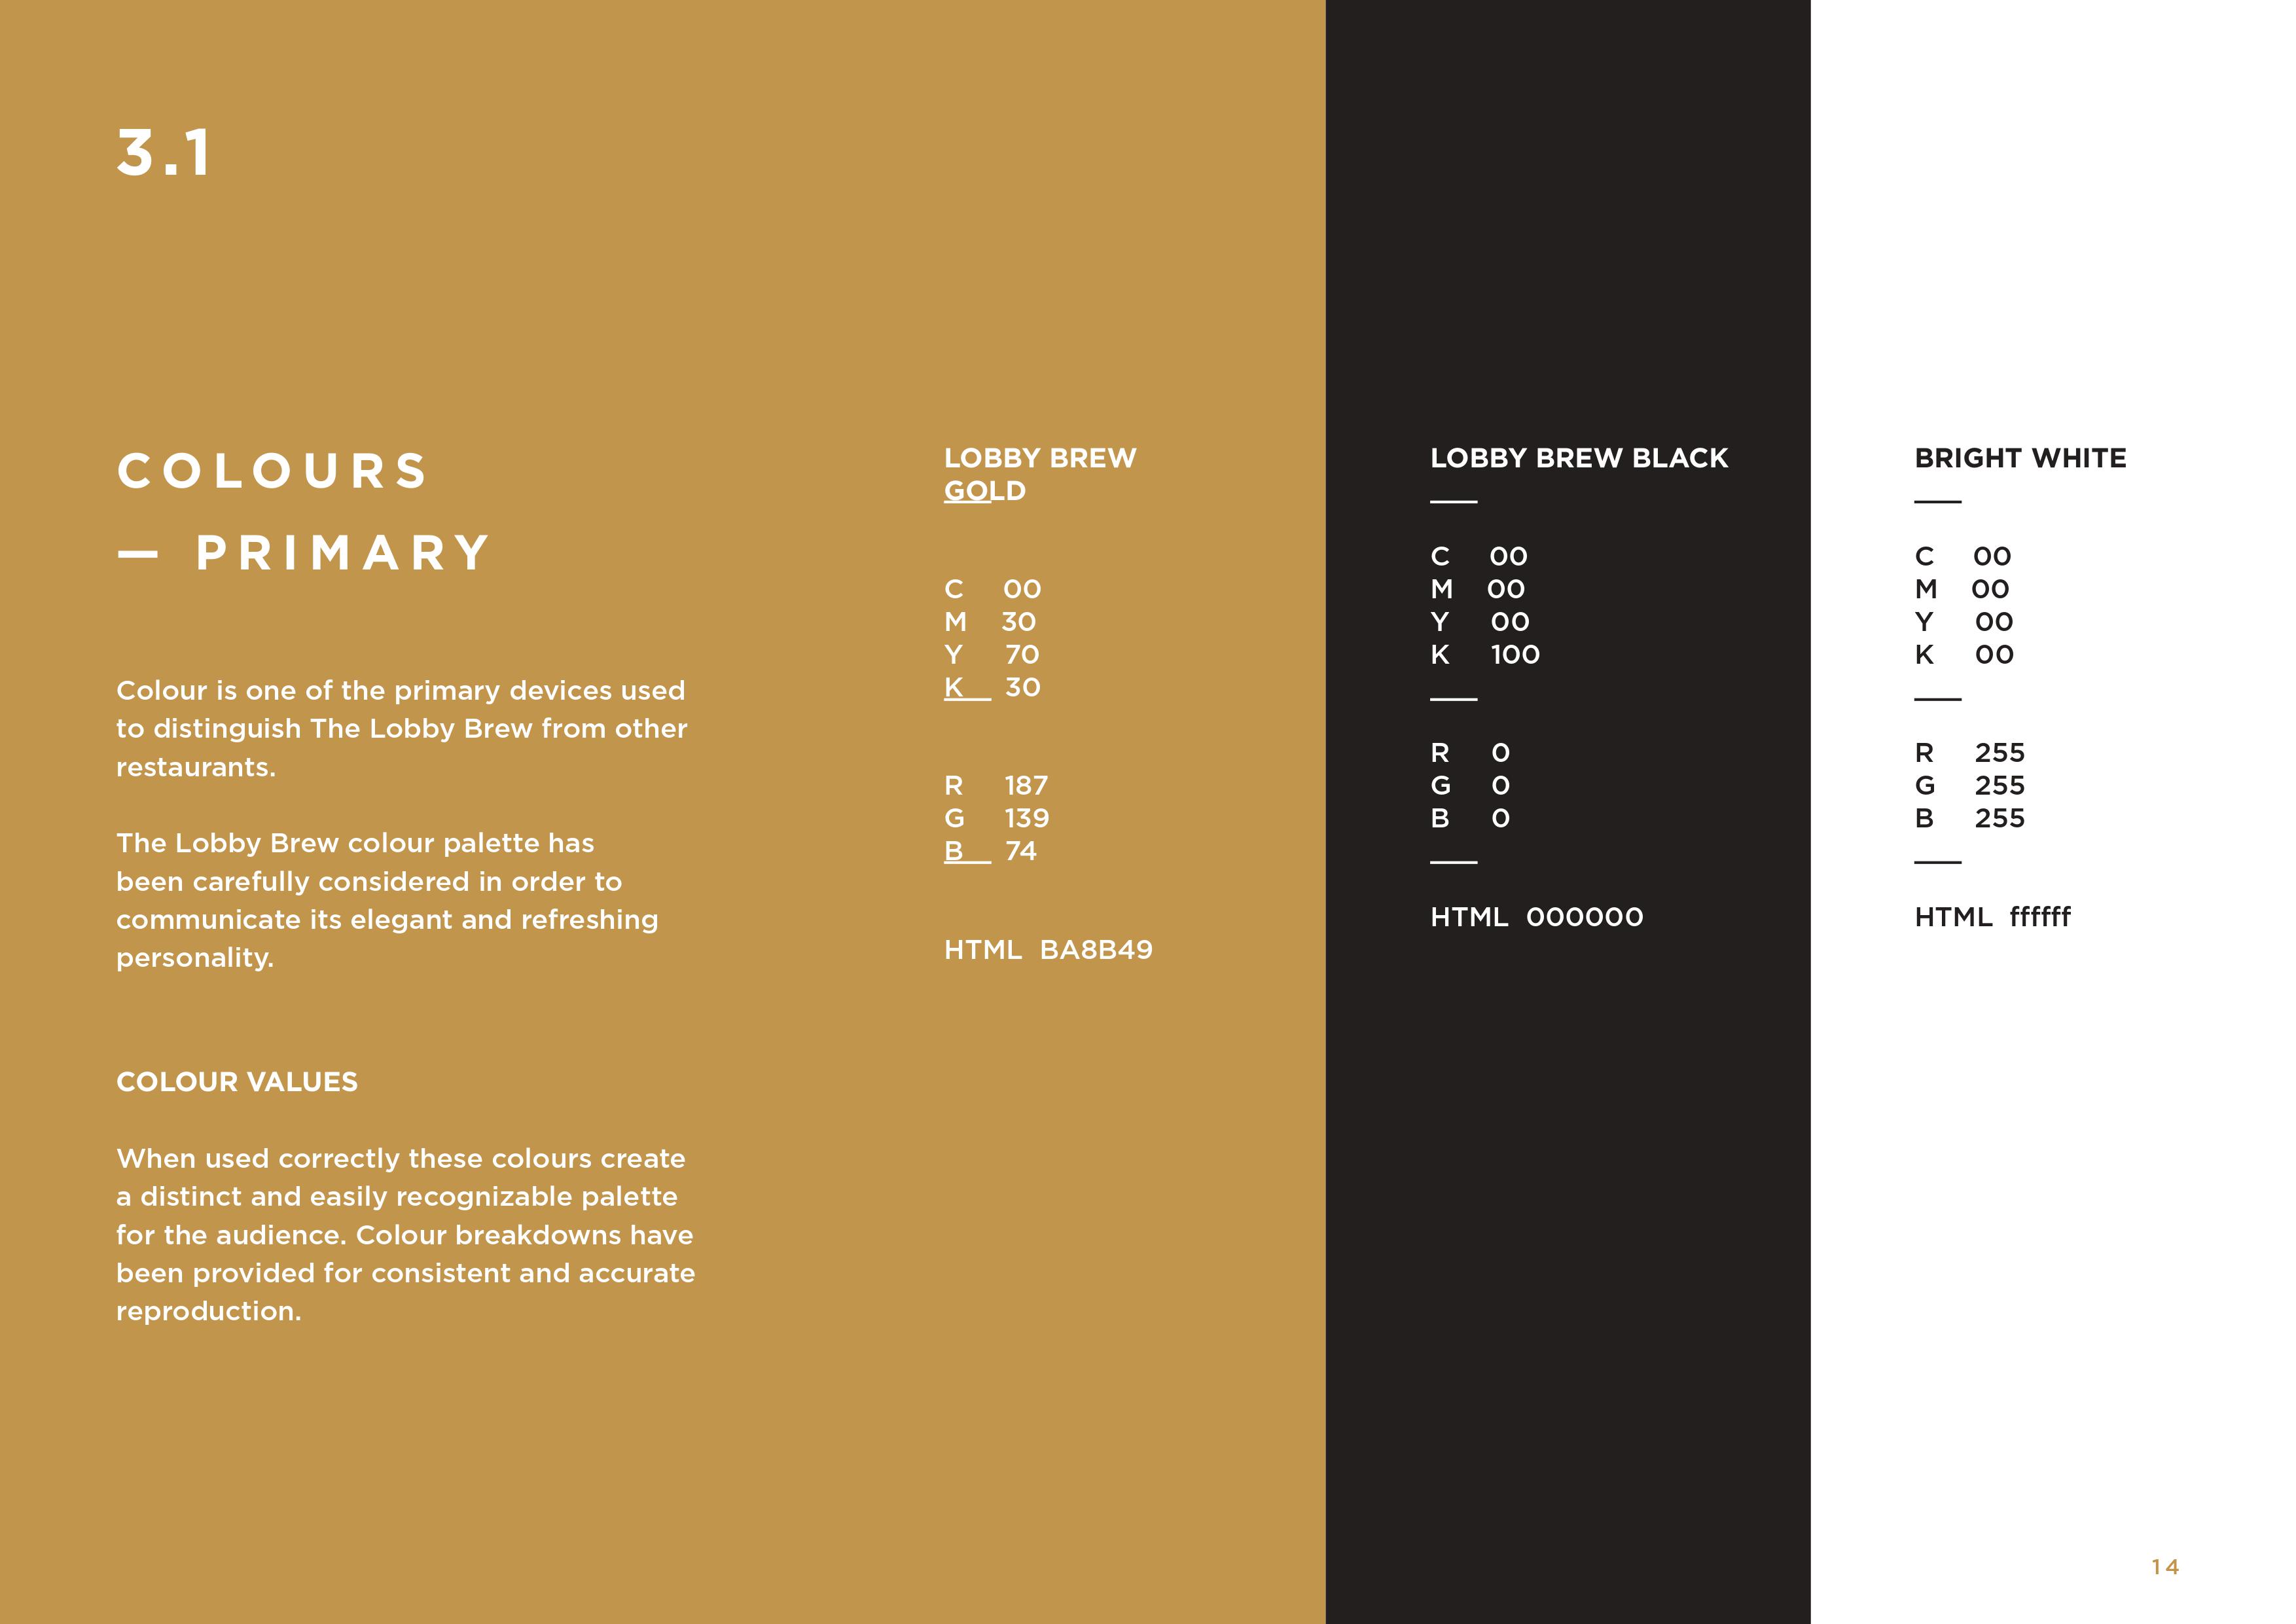 3.1
COLOURS
— PRIMARY
Colour is one of the primary devices used
to distinguish The Lobby Brew from other
restaurants.
The Lobby Brew colour palette has
been carefully considered in order to
communicate its elegant and refreshing
personality.
COLOUR VALUES
When used correctly these colours create
a distinct and easily recognizable palette
for the audience. Colour breakdowns have
been provided for consistent and accurate
reproduction.
LOBBY BREW
GOLD
C 00
M 30
Y 70
K 30
R 187
G 139
B 74
HTML BA8B49
LOBBY BREW BLACK
C 00
M 00
Y 00
K 100
R 0
G 0
B 0
HTML 000000
BRIGHT WHITE
C 00
M 00
Y 00
K 00
R 255
G 255
B 255
HTML ffffff
14